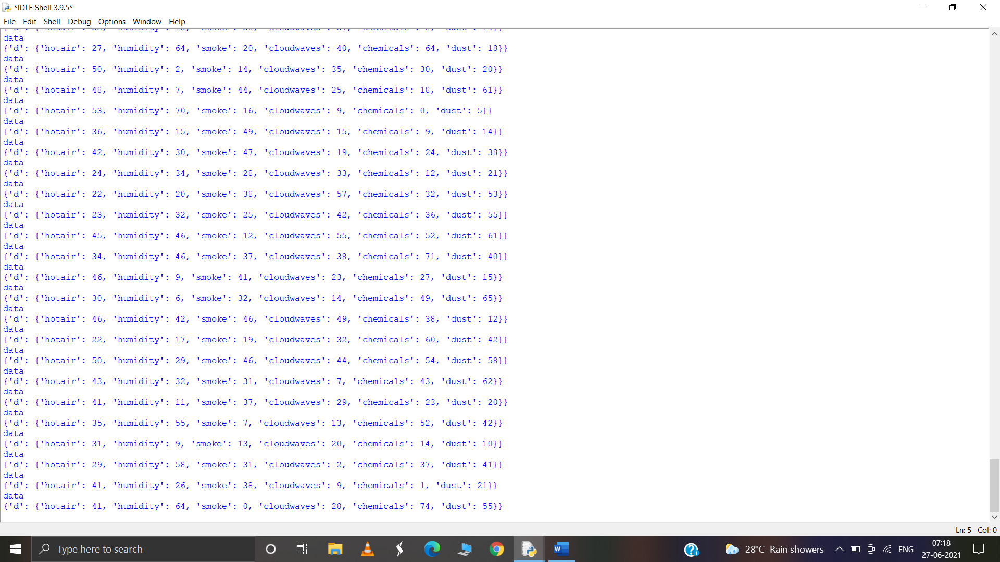 *IDLE Shell 3.9.5*
File Edit Shell Debug Options Window Help
data
{'d': {'hotair': 27, 'humidity': 64, 'smoke': 20, 'cloudwaves': 40, 'chemicals': 64, 'dust': 18}}
data
{'d': {'hotair': 50, 'humidity': 2, 'smoke': 14, 'cloudwaves': 35, 'chemicals': 30, 'dust': 20}}
data
{'d': {'hotair': 48, 'humidity': 7, 'smoke': 44, 'cloudwaves': 25, 'chemicals': 18, 'dust': 61}}
data
{'d': {'hotair': 53, 'humidity': 70, 'smoke': 16, 'cloudwaves': 9, 'chemicals': 0, 'dust': 5}}
data
{'d': {'hotair': 36, 'humidity': 15, 'smoke': 49, 'cloudwaves': 15, 'chemicals': 9, 'dust': 14}}
data
{'d': {'hotair': 42, 'humidity': 30, 'smoke': 47, 'cloudwaves': 19, 'chemicals': 24, 'dust': 38}}
data
{'d': {'hotair': 24, 'humidity': 34, 'smoke': 28, 'cloudwaves': 33, 'chemicals': 12, 'dust': 21}}
data
{'d': {'hotair': 22, 'humidity': 20, 'smoke': 38, 'cloudwaves': 57, 'chemicals': 32, 'dust': 53}}
data
{'d': {'hotair': 23, 'humidity': 32, 'smoke': 25, 'cloudwaves': 42, 'chemicals': 36, 'dust': 55}}
data
{'d': {'hotair': 45, 'humidity': 46, 'smoke': 12, 'cloudwaves': 55, 'chemicals': 52, 'dust': 61}}
data
{'d': {'hotair': 34, 'humidity': 46, 'smoke': 37, 'cloudwaves': 38, 'chemicals': 71, 'dust': 40}}
data
{'d': {'hotair': 46, 'humidity': 9, 'smoke': 41, 'cloudwaves': 23, 'chemicals': 27, 'dust': 15}}
data
{'d': {'hotair': 30, 'humidity': 6, 'smoke': 32, 'cloudwaves': 14, 'chemicals': 49, 'dust': 65}}
data
{'d': {'hotair': 46, 'humidity': 42, 'smoke': 46, 'cloudwaves': 49, 'chemicals': 38, 'dust': 12}}
data
{'d': {'hotair': 22, 'humidity': 17, 'smoke': 19, 'cloudwaves': 32, 'chemicals': 60, 'dust': 42}}
data
{'d': {'hotair': 50, 'humidity': 29, 'smoke': 46, 'cloudwaves': 44, 'chemicals': 54, 'dust': 58}}
data
{'d': {'hotair': 43, 'humidity': 32, 'smoke': 31, 'cloudwaves': 7, 'chemicals': 43, 'dust': 62}}
data
{'d': {'hotair': 41, 'humidity': 11, 'smoke': 37, 'cloudwaves': 29, 'chemicals': 23, 'dust': 20}}
data
{'d': {'hotair': 35, 'humidity': 55, 'smoke': 7, 'cloudwaves': 13, 'chemicals': 52, 'dust': 42}}
data
{'d': {'hotair': 31, 'humidity': 9, 'smoke': 13, 'cloudwaves': 20, 'chemicals': 14, 'dust': 10}}
data
{'d': {'hotair': 29, 'humidity': 58, 'smoke': 31, 'cloudwaves': 2, 'chemicals': 37, 'dust': 41}}
data
{'d': {'hotair': 41, 'humidity': 26, 'smoke': 38, 'cloudwaves': 9, 'chemicals': 1, 'dust': 21}}
data
{'d': {'hotair': 41, 'humidity': 64, 'smoke': 0, 'cloudwaves': 28, 'chemicals': 74, 'dust': 55}}
Ln: 5 Col: 0
Type here to search
28°C Rain showers
ENG
07:18
27-06-2021